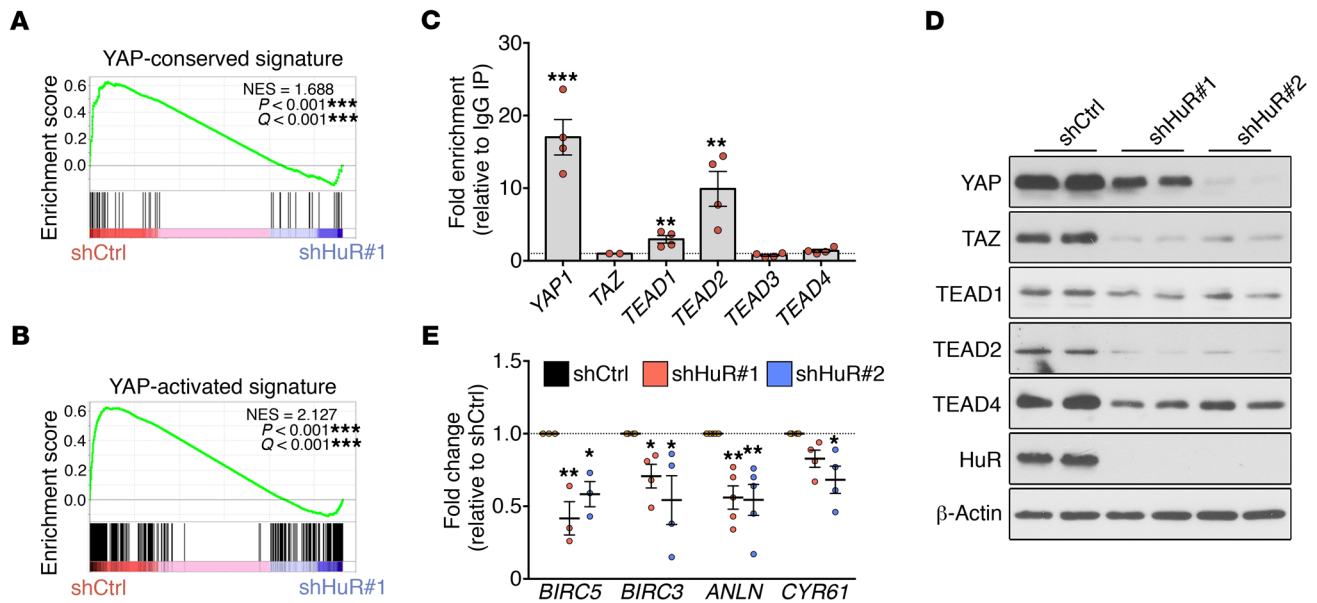 A
YAP-conserved signature
Enrichment score
0.6
0.4
0.2
0.0
NES = 1.688
P < 0.001***
Q < 0.001***
shCtrl
shHuR#1
B
YAP-activated signature
Enrichment score
0.6
0.4
0.2
0.0
NES = 2.127
P < 0.001***
Q < 0.001***
shCtrl
shHuR#1
C
Fold enrichment
(relative to IgG IP)
30
20
10
0
***
**
**
YAP1
TAZ
TEAD1
TEAD2
TEAD3
TEAD4
D
shCtrl
shHuR#1
shHuR#2
YAP
TAZ
TEAD1
TEAD2
TEAD4
HuR
β-Actin
E
Fold change
(relative to shCtrl)
1.5
1.0
0.5
0
shCtrl
shHuR#1
shHuR#2
**
*
*
*
**
**
*
BIRC5
BIRC3
ANLN
CYR61